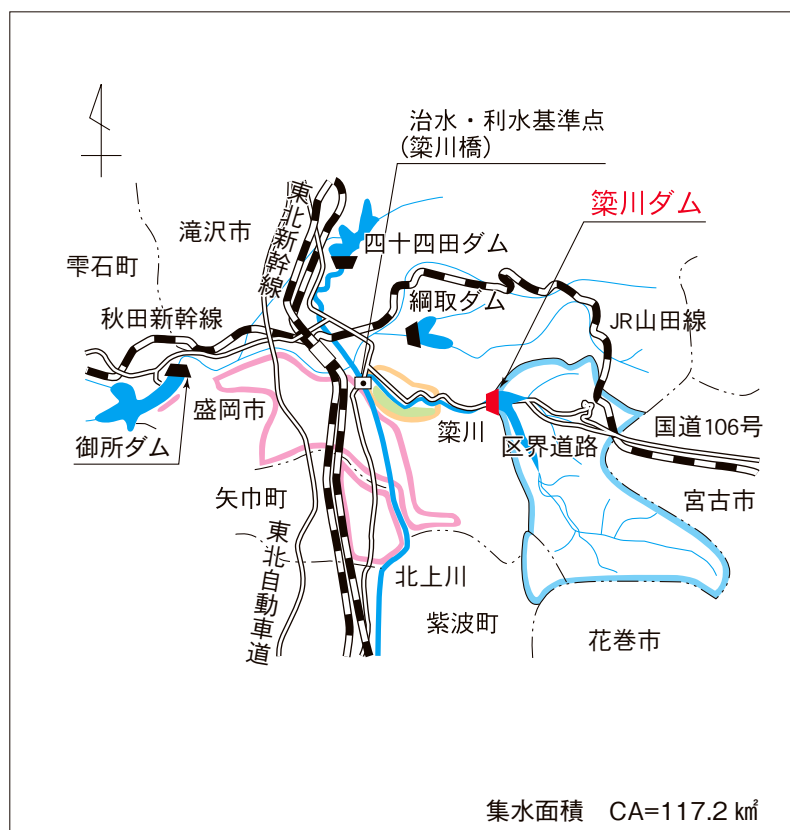 治水・利水基準点
(簗川橋)
簗川ダム
東北新幹線
滝沢市
四十四田ダム
雫石町
綱取ダム
秋田新幹線
JR山田線
盛岡市
簗川
国道106号
御所ダム
区界道路
矢巾町
宮古市
東北自動車道
北上川
紫波町
花巻市
集水面積 CA=117.2 ㎢